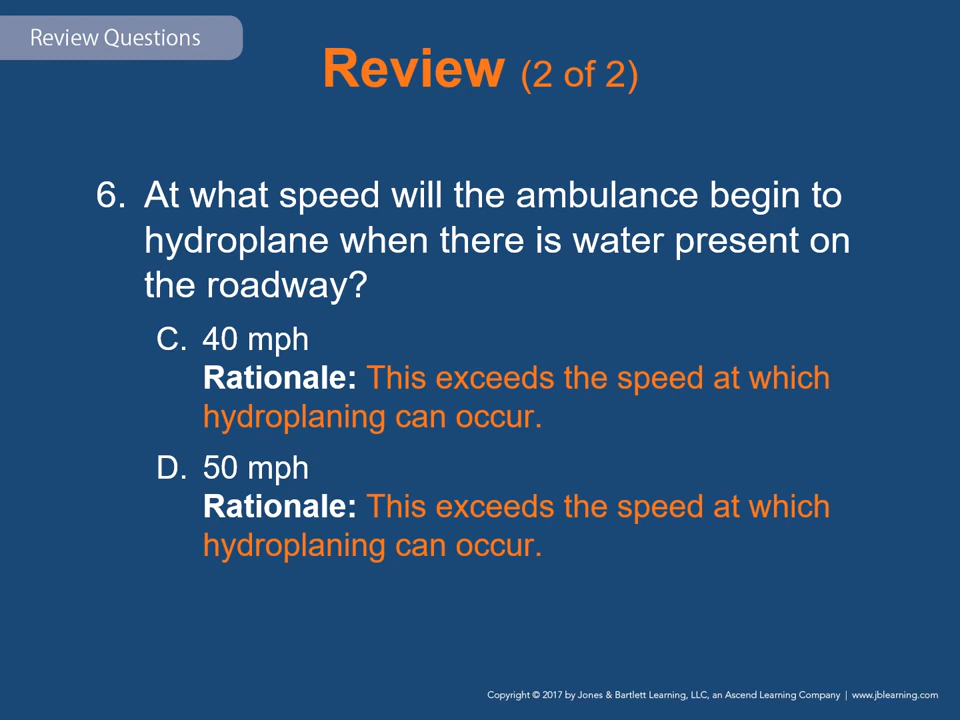 Review Questions
Review (2 of 2)
6. At what speed will the ambulance begin to
hydroplane when there is water present on
the roadway?
C. 40 mph
Rationale: This exceeds the speed at which
hydroplaning can occur.
D. 50 mph
Rationale: This exceeds the speed at which
hydroplaning can occur.
Copyright © 2017 by Jones & Bartlett Learning, LLC, an Ascend Learning Company | www.jblearning.com